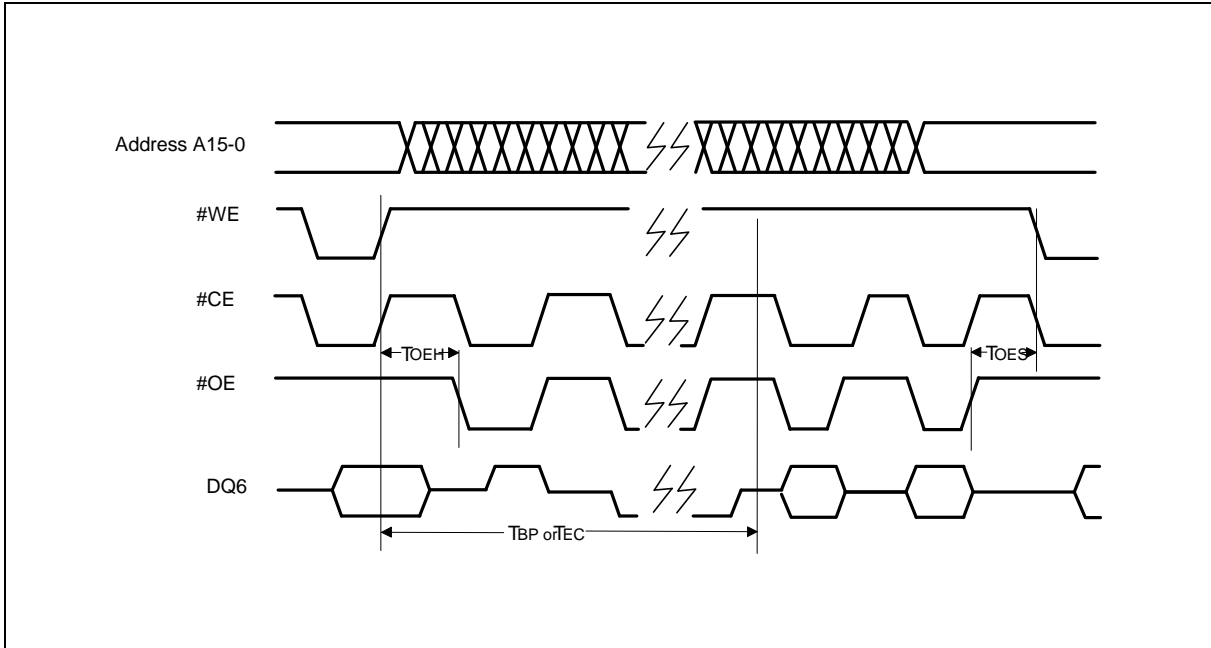 Address A15-0
#WE
#CE
TOEH
TOES
#OE
DQ6
TBP orTEC